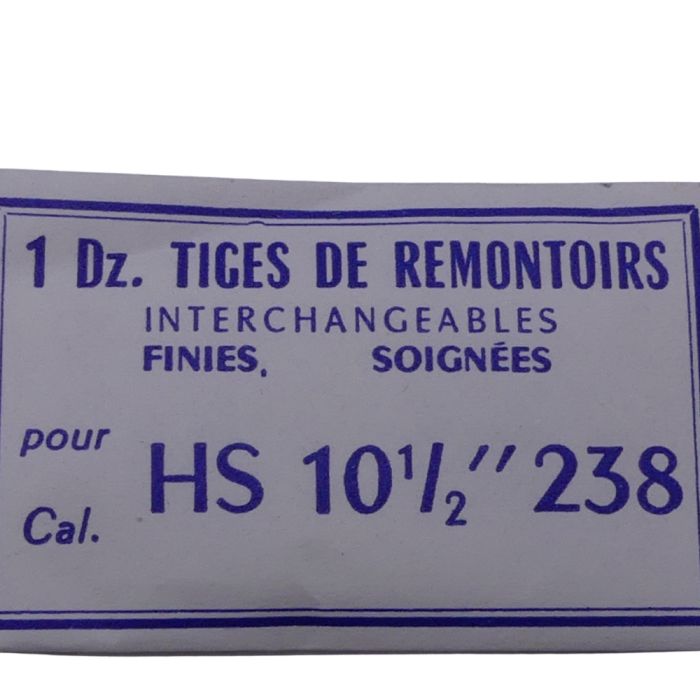 1 Dz. TIGES DE REMONTOIRS
INTERCHANGEABLES
FINIES, SOIGNÉES
pour
Cal.
HS 10½′′ 238